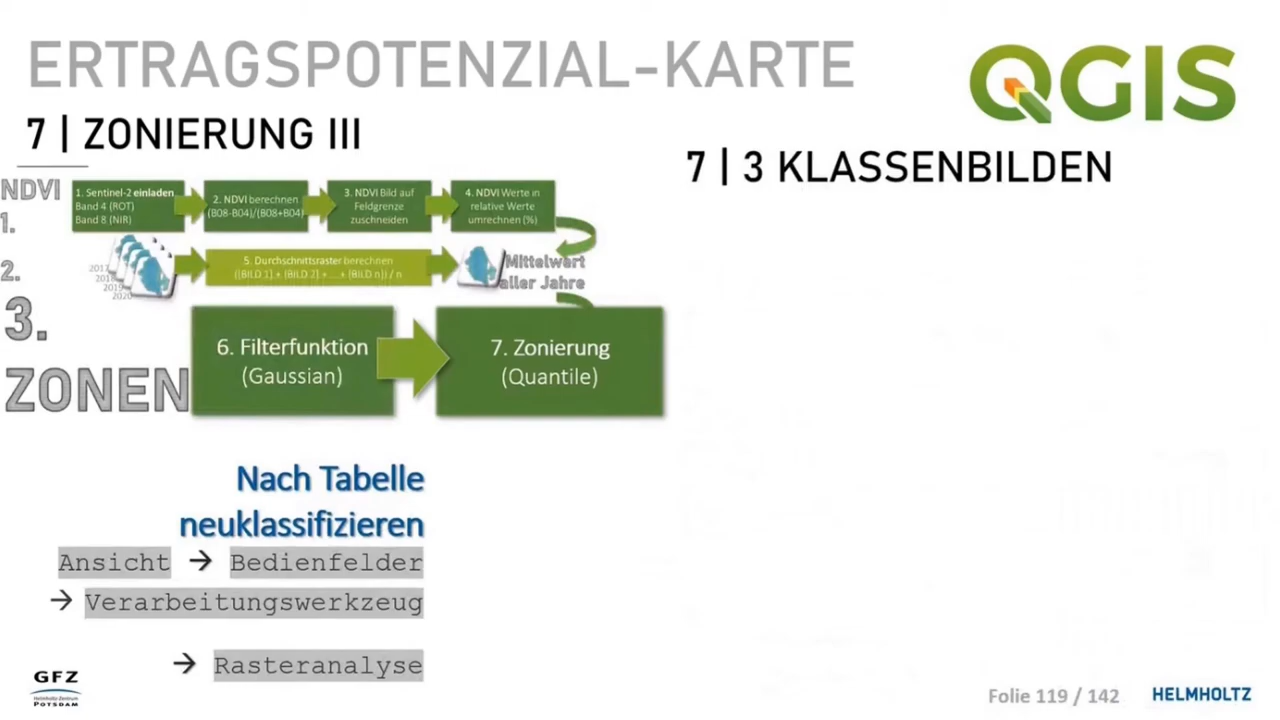 ERTRAGSPOTENZIAL-KARTE
QGIS
7 | ZONIERUNG III
7 | 3 KLASSENBILDEN
NDVI
1.
1. Sentinel-2 einladen
Band 4 (ROT)
Band 8 (NIR)
2. NDVI berechnen
(B08-B04)/(B08+B04)
3. NDVI Bild auf
Feldgrenze
zuschneiden
4. NDVI Werte in
relative Werte
umrechnen (%)
2.
2017
2018
2019
2020
5. Durchschnittsraster berechnen
((BILD 1] + (BILD 2] + ....+ (BILD n)) / n
Mittelwert
aller Jahre
3.
ZONEN
6. Filterfunktion
(Gaussian)
7. Zonierung
(Quantile)
Nach Tabelle
neuklassifizieren
Ansicht → Bedienfelder
→ Verarbeitungswerkzeug
→ Rasteranalyse
GFZ
Helmholtz Zentrum
POTSDAM
Folie 119 / 142
HELMHOLTZ